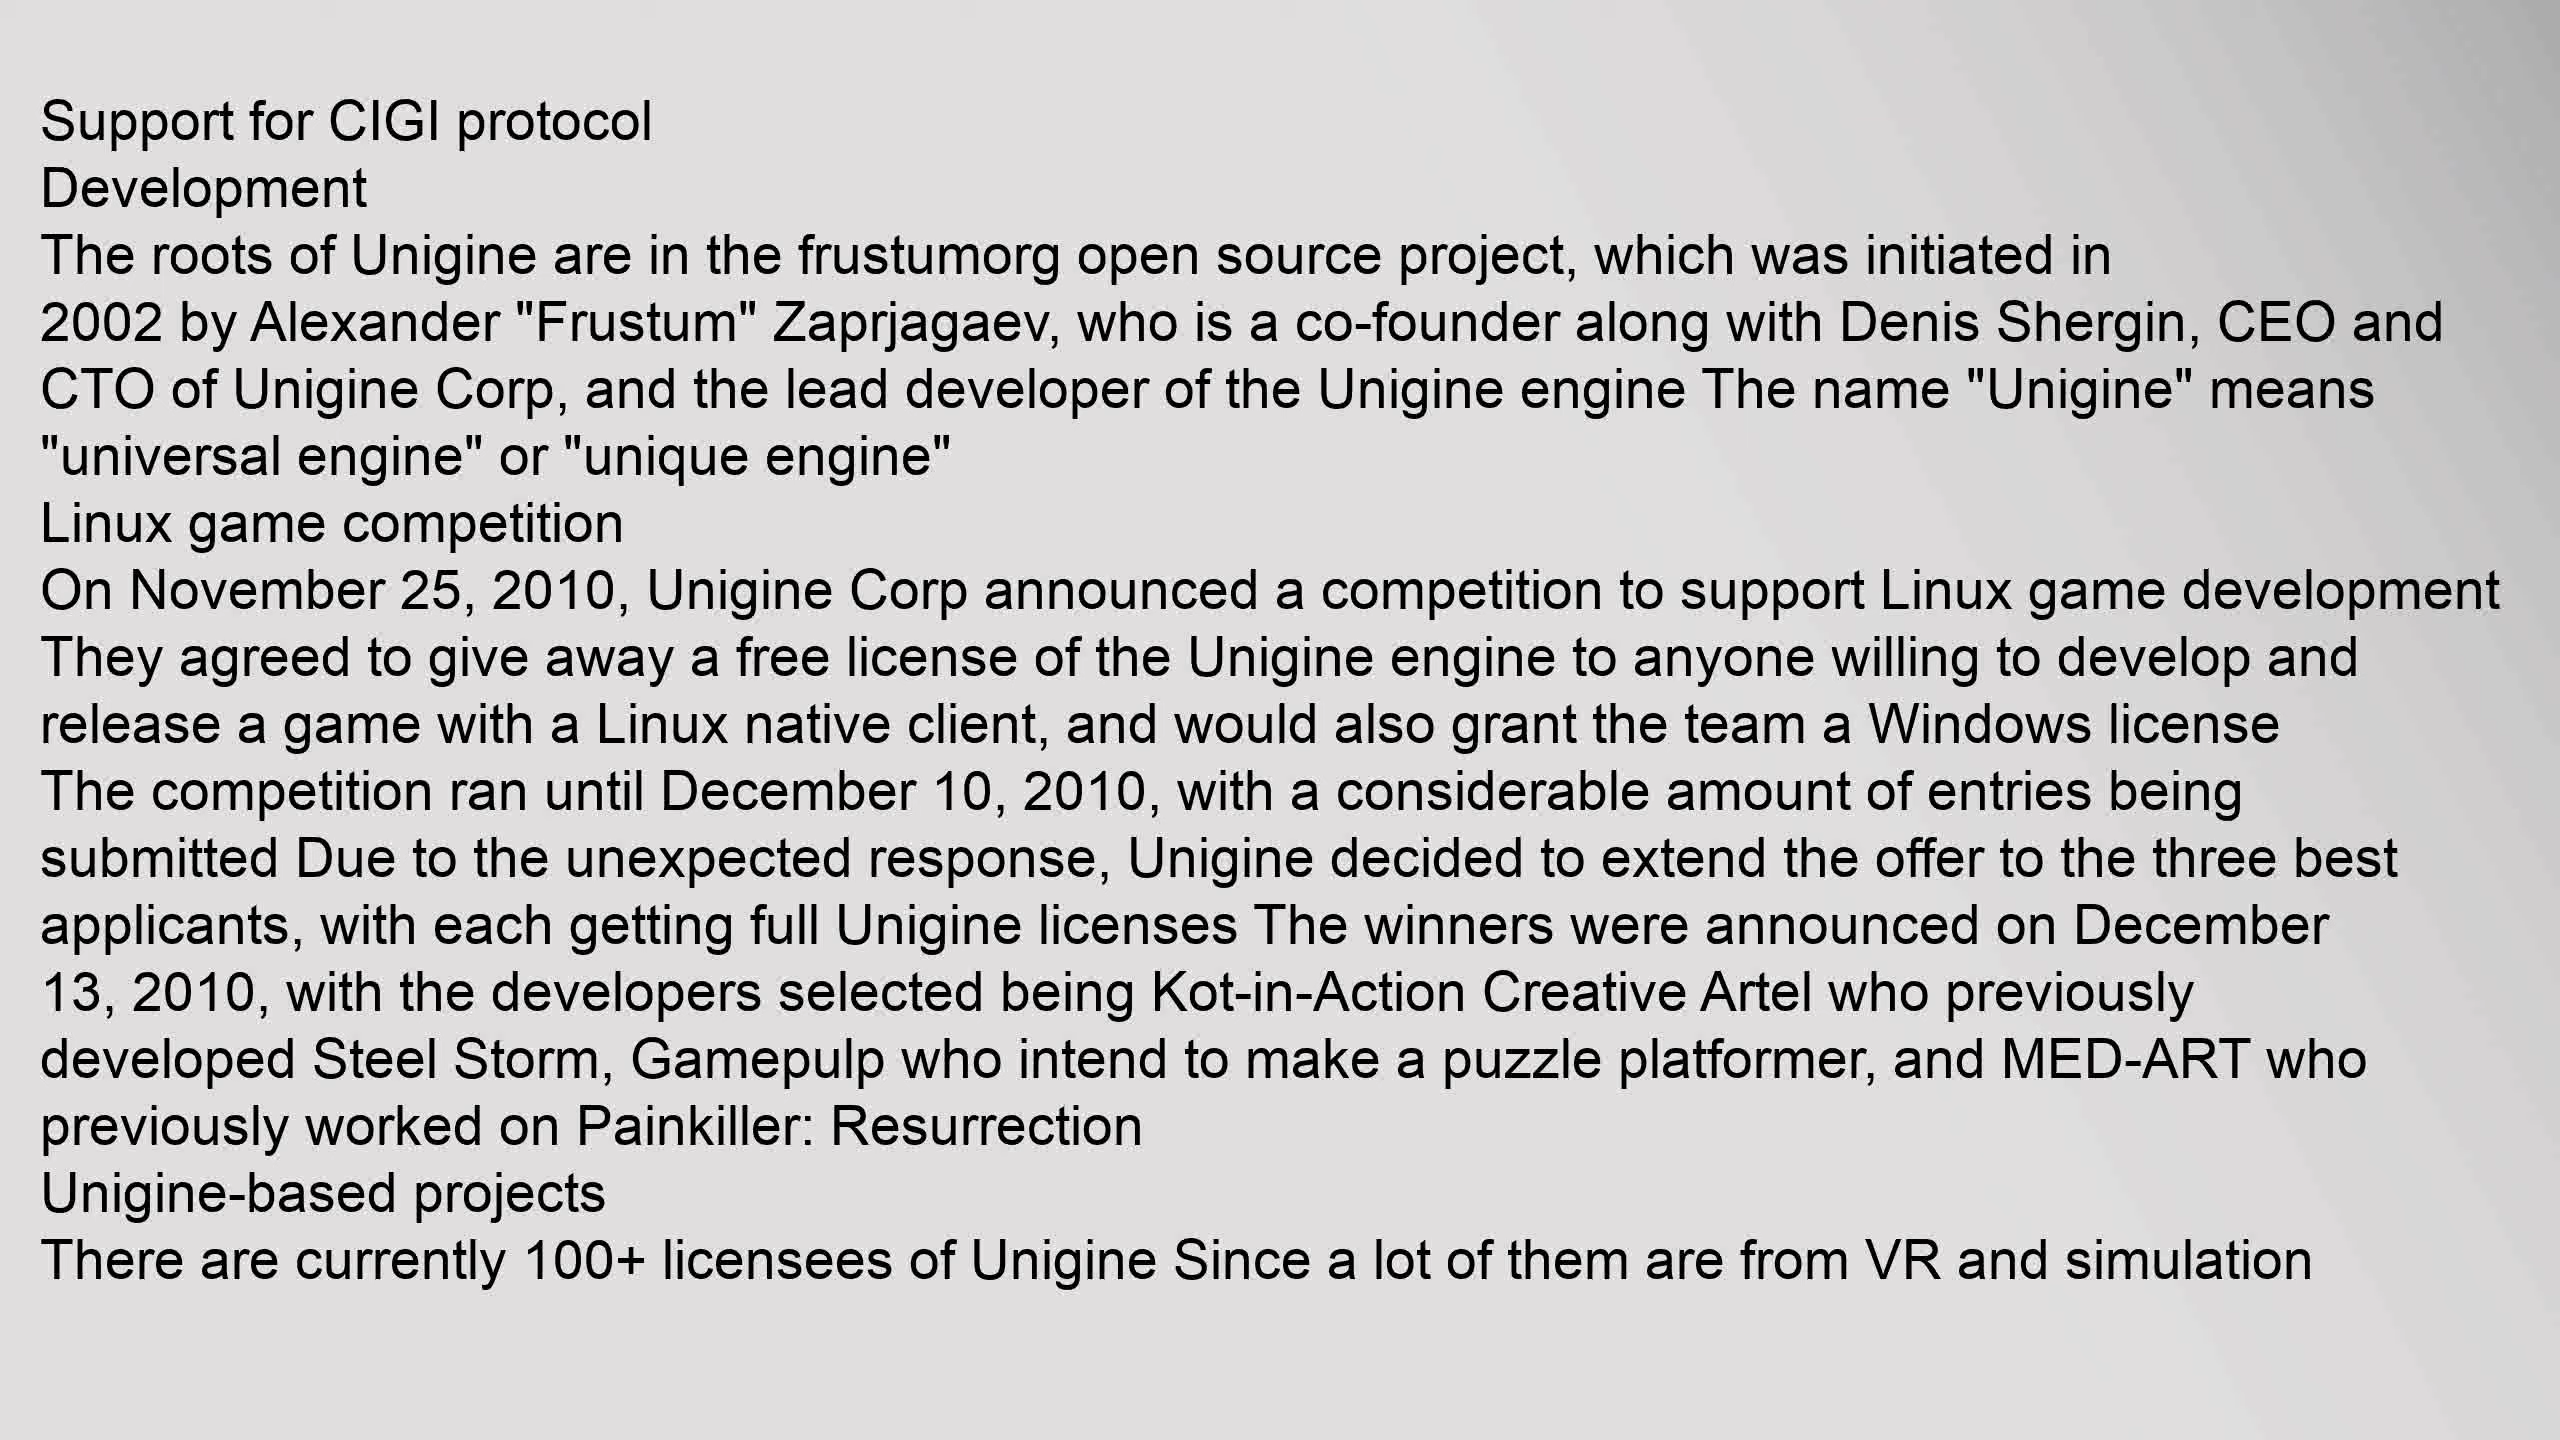 Support for CIGI protocol
Development
The roots of Unigine are in the frustumorg open source project, which was initiated in
2002 by Alexander "Frustum" Zaprjagaev, who is a co-founder along with Denis Shergin, CEO and
CTO of Unigine Corp, and the lead developer of the Unigine engine The name "Unigine" means
"universal engine" or "unique engine"
Linux game competition
On November 25, 2010, Unigine Corp announced a competition to support Linux game development
They agreed to give away a free license of the Unigine engine to anyone willing to develop and
release a game with a Linux native client, and would also grant the team a Windows license
The competition ran until December 10, 2010, with a considerable amount of entries being
submitted Due to the unexpected response, Unigine decided to extend the offer to the three best
applicants, with each getting full Unigine licenses The winners were announced on December
13, 2010, with the developers selected being Kot-in-Action Creative Artel who previously
developed Steel Storm, Gamepulp who intend to make a puzzle platformer, and MED-ART who
previously worked on Painkiller: Resurrection
Unigine-based projects
There are currently 100+ licensees of Unigine Since a lot of them are from VR and simulation